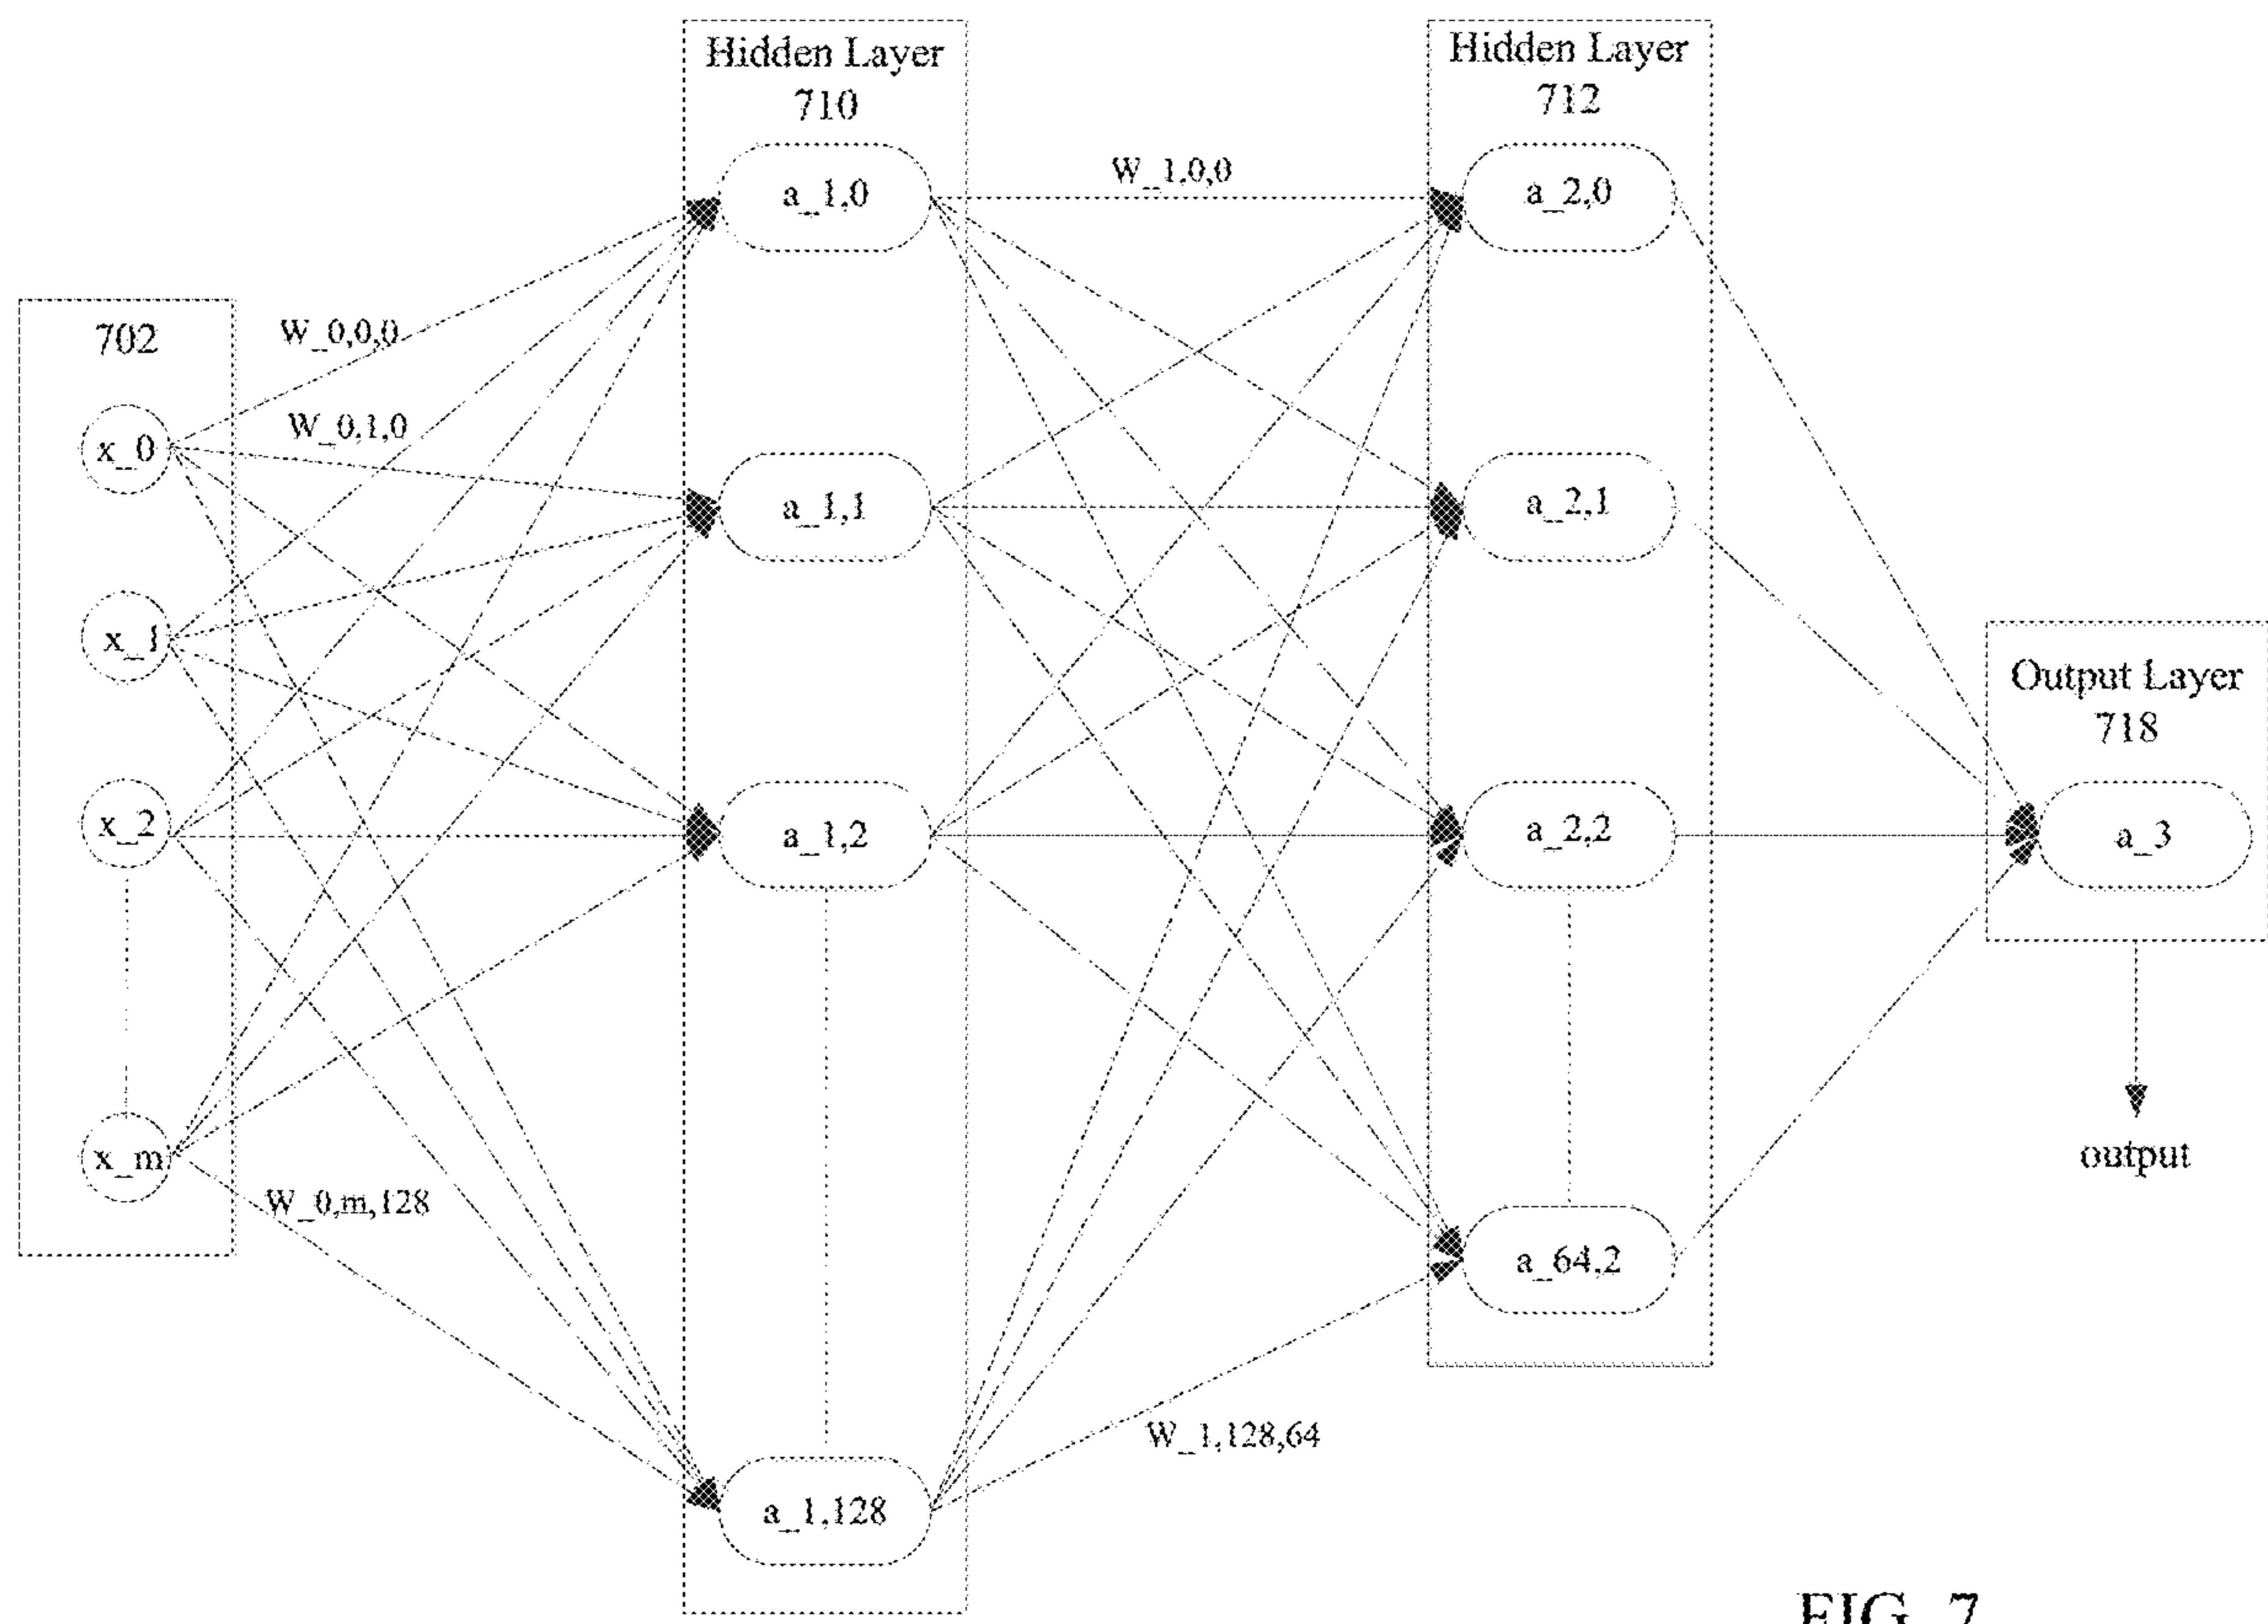 Hidden Layer
710
Hidden Layer
712
a_1,0
W_1,0,0
a_2,0
702
W_0,0,0
x_0
W_0,1,0
a_1,1
a_2,1
x_1
Output Layer
718
x_2
a_1,2
a_2,2
a_3
x_m
W_0,m,128
output
a_64,2
W_1,128,64
a_1,128
FIG. 7